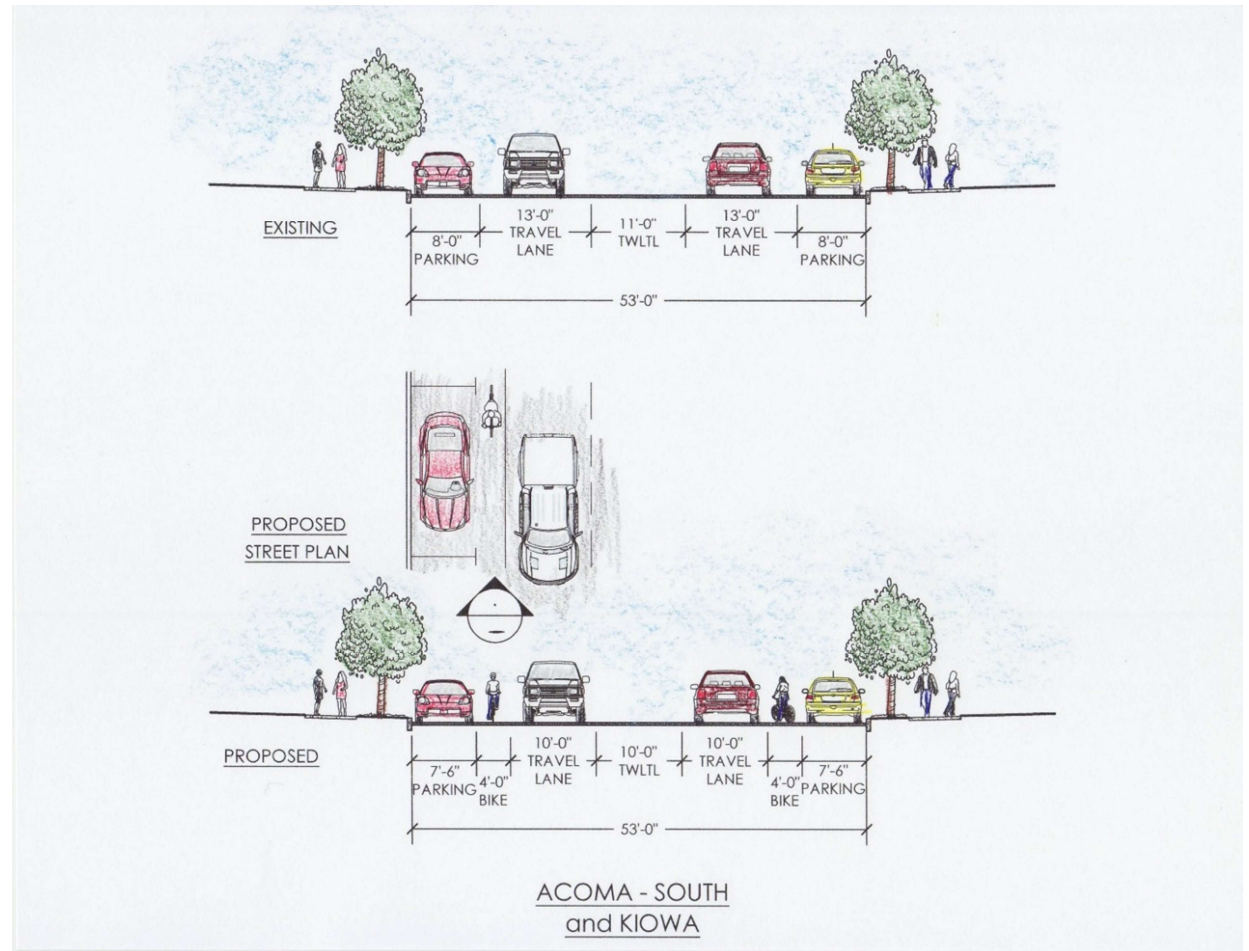 EXISTING
8'-0"
PARKING
13'-0"
TRAVEL
LANE
11'-0"
TWLTL
13'-0"
TRAVEL
LANE
8'-0"
PARKING
53'-0"
PROPOSED
STREET PLAN
PROPOSED
7'-6"
PARKING
4'-0"
BIKE
10'-0"
TRAVEL
LANE
10'-0"
TWLTL
10'-0"
TRAVEL
LANE
4'-0"
BIKE
7'-6"
PARKING
53'-0"
ACOMA - SOUTH
and KIOWA